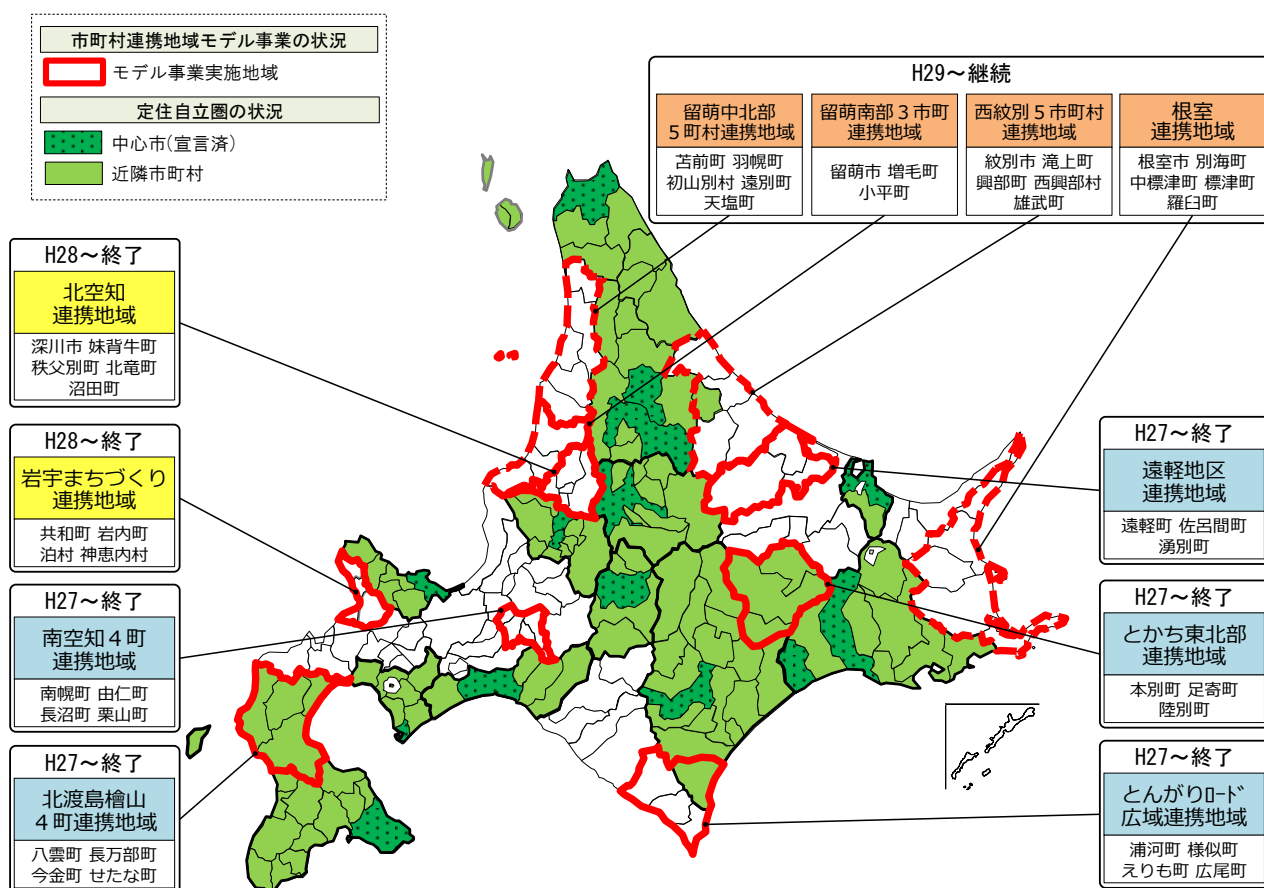 市町村連携地域モデル事業の状況
モデル事業実施地域
定住自立圏の状況
中心市(宣言済)
近隣市町村
H29～継続
留萌中北部
５町村連携地域
苫前町 羽幌町
初山別村 遠別町
天塩町
留萌南部３市町
連携地域
留萌市 増毛町
小平町
西紋別５市町村
連携地域
紋別市 滝上町
興部町 西興部村
雄武町
根室
連携地域
根室市 別海町
中標津町 標津町
羅臼町
H28～終了
北空知
連携地域
深川市 妹背牛町
秩父別町 北竜町
沼田町
H28～終了
岩宇まちづくり
連携地域
共和町 岩内町
泊村 神恵内村
H27～終了
南空知４町
連携地域
南幌町 由仁町
長沼町 栗山町
H27～終了
北渡島檜山
４町連携地域
八雲町 長万部町
今金町 せたな町
H27～終了
遠軽地区
連携地域
遠軽町 佐呂間町
湧別町
H27～終了
とかち東北部
連携地域
本別町 足寄町
陸別町
H27～終了
とんがりﾛｰﾄﾞ
広域連携地域
浦河町 様似町
えりも町 広尾町